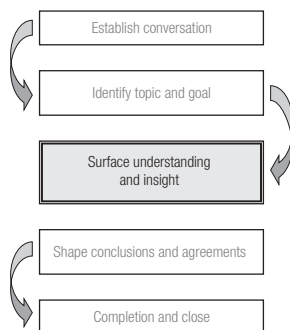 Establish conversation
Identify topic and goal
Surface understanding
and insight
Shape conclusions and agreements
Completion and close